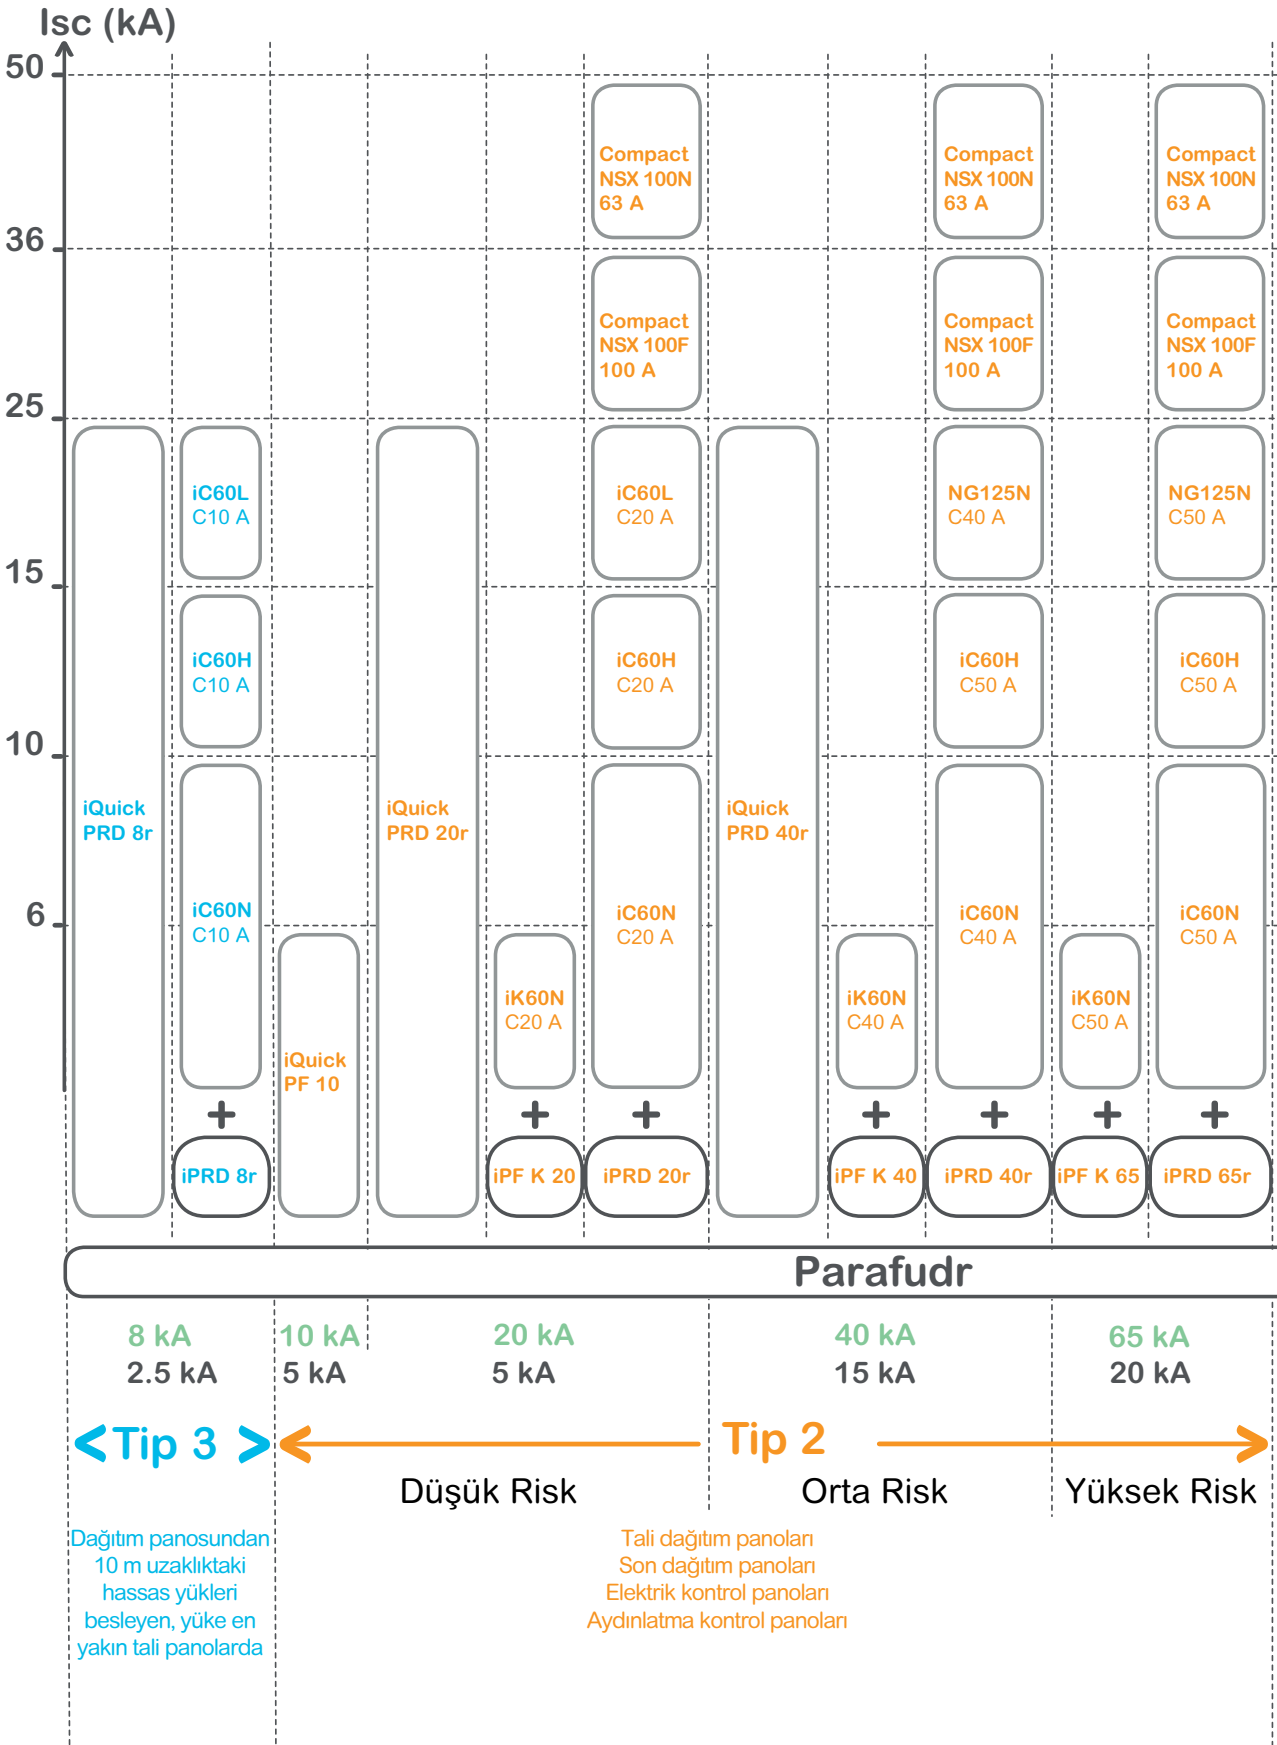 Isc (kA)
50
Compact
NSX 100N
63 A
Compact
NSX 100N
63 A
Compact
NSX 100N
63 A
36
Compact
NSX 100F
100 A
Compact
NSX 100F
100 A
Compact
NSX 100F
100 A
25
iC60L
C10 A
iC60L
C20 A
NG125N
C40 A
NG125N
C50 A
15
iC60H
C10 A
iC60H
C20 A
iC60H
C50 A
iC60H
C50 A
10
iQuick
PRD 8r
iQuick
PRD 20r
iQuick
PRD 40r
6
iC60N
C10 A
iC60N
C20 A
iC60N
C40 A
iC60N
C50 A
iQuick
PF 10
iK60N
C20 A
iK60N
C40 A
iK60N
C50 A
+ + + + + + +
iPRD 8r
iPF K 20
iPRD 20r
iPF K 40
iPRD 40r
iPF K 65
iPRD 65r
Parafudr
8 kA
2.5 kA
10 kA
5 kA
20 kA
5 kA
40 kA
15 kA
65 kA
20 kA
Tip 3
Tip 2
Düşük Risk
Orta Risk
Yüksek Risk
Dağıtım panosundan
10 m uzaklıktaki
hassas yükleri
besleyen, yüke en
yakın tali panolarda
Tali dağıtım panoları
Son dağıtım panoları
Elektrik kontrol panoları
Aydınlatma kontrol panoları